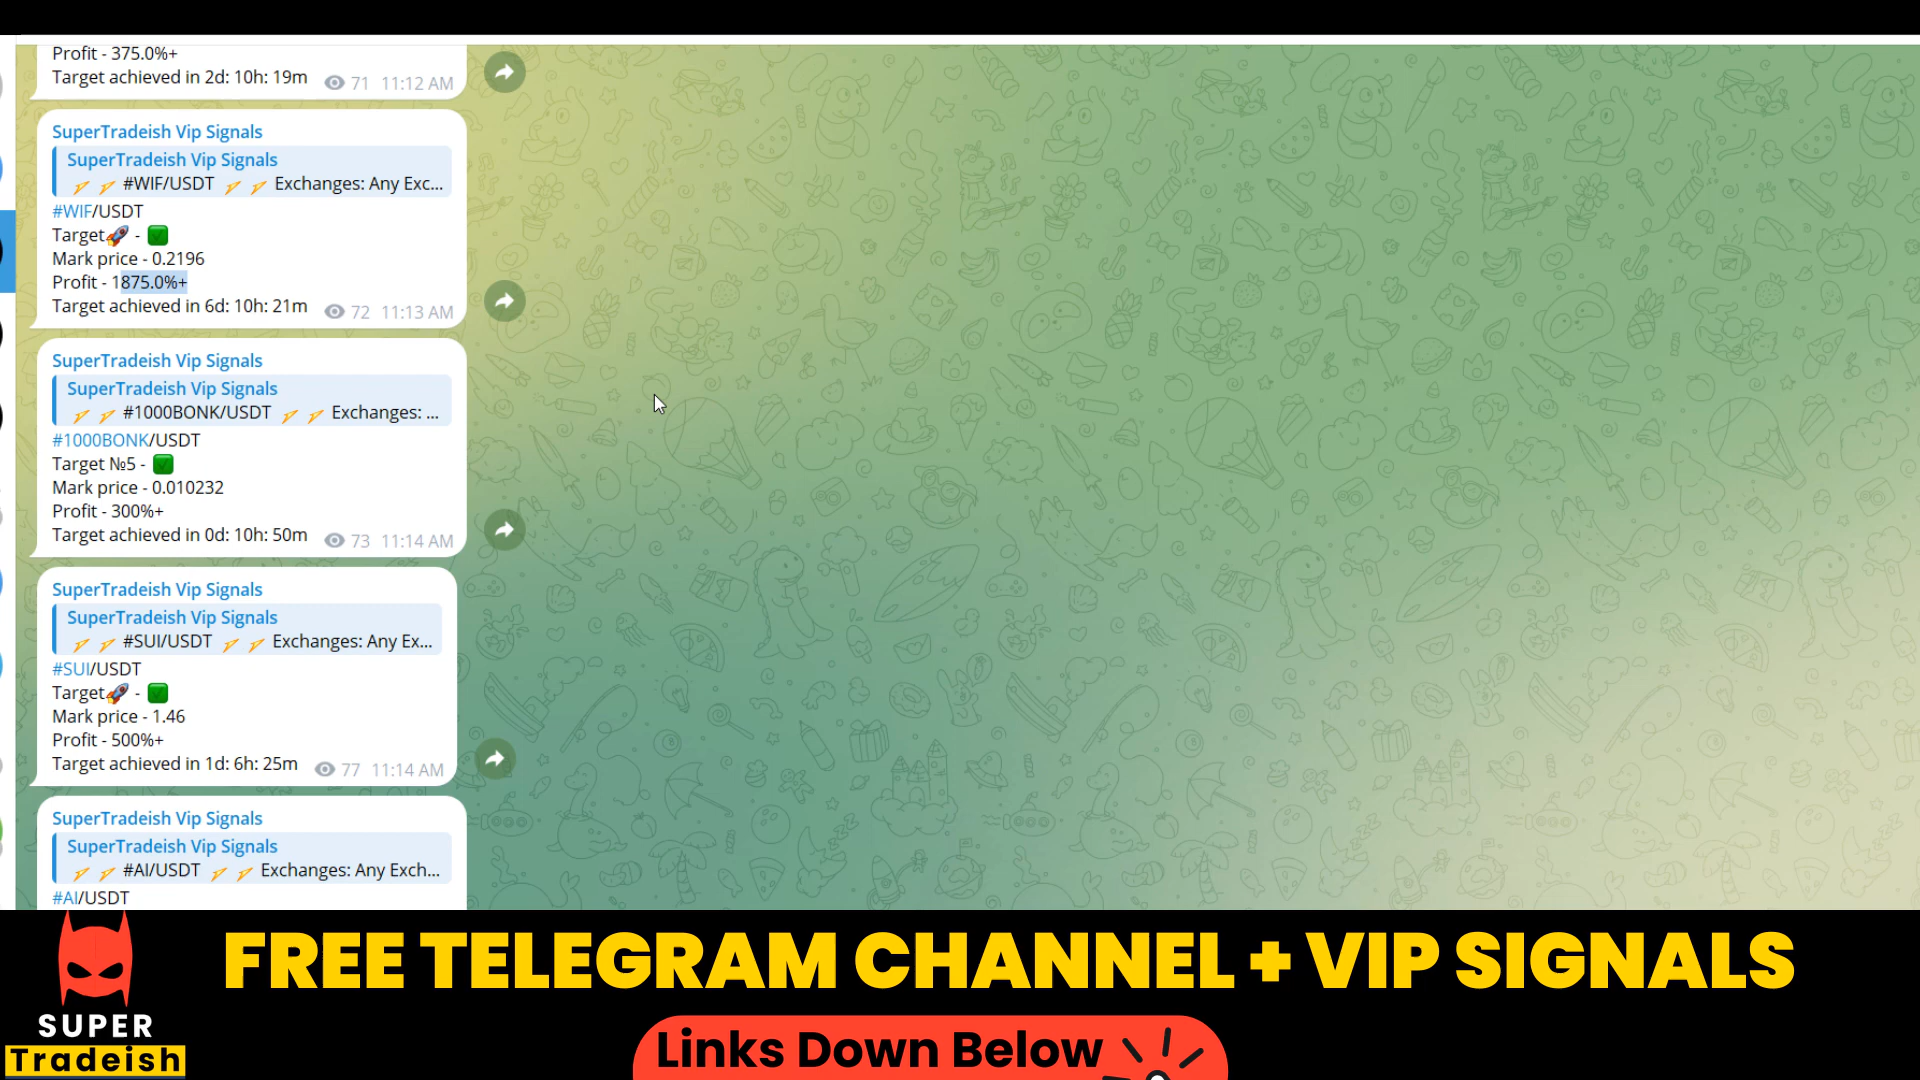 Profit - 375.0%+
Target achieved in 2d: 10h: 19m 71 11:12 AM
SuperTradeish Vip Signals
SuperTradeish Vip Signals
⚡ ⚡ #WIF/USDT ⚡ ⚡ Exchanges: Any Exc...
#WIF/USDT
Target🚀 - ✅
Mark price - 0.2196
Profit - 1875.0%+
Target achieved in 6d: 10h: 21m 72 11:13 AM
SuperTradeish Vip Signals
SuperTradeish Vip Signals
⚡ ⚡ #1000BONK/USDT ⚡ ⚡ Exchanges: ...
#1000BONK/USDT
Target №5 - ✅
Mark price - 0.010232
Profit - 300%+
Target achieved in 0d: 10h: 50m 73 11:14 AM
SuperTradeish Vip Signals
SuperTradeish Vip Signals
⚡ ⚡ #SUI/USDT ⚡ ⚡ Exchanges: Any Ex...
#SUI/USDT
Target🚀 - ✅
Mark price - 1.46
Profit - 500%+
Target achieved in 1d: 6h: 25m 77 11:14 AM
SuperTradeish Vip Signals
SuperTradeish Vip Signals
⚡ ⚡ #AI/USDT ⚡ ⚡ Exchanges: Any Exch...
#AI/USDT
FREE TELEGRAM CHANNEL + VIP SIGNALS
SUPER
Tradeish
Links Down Below